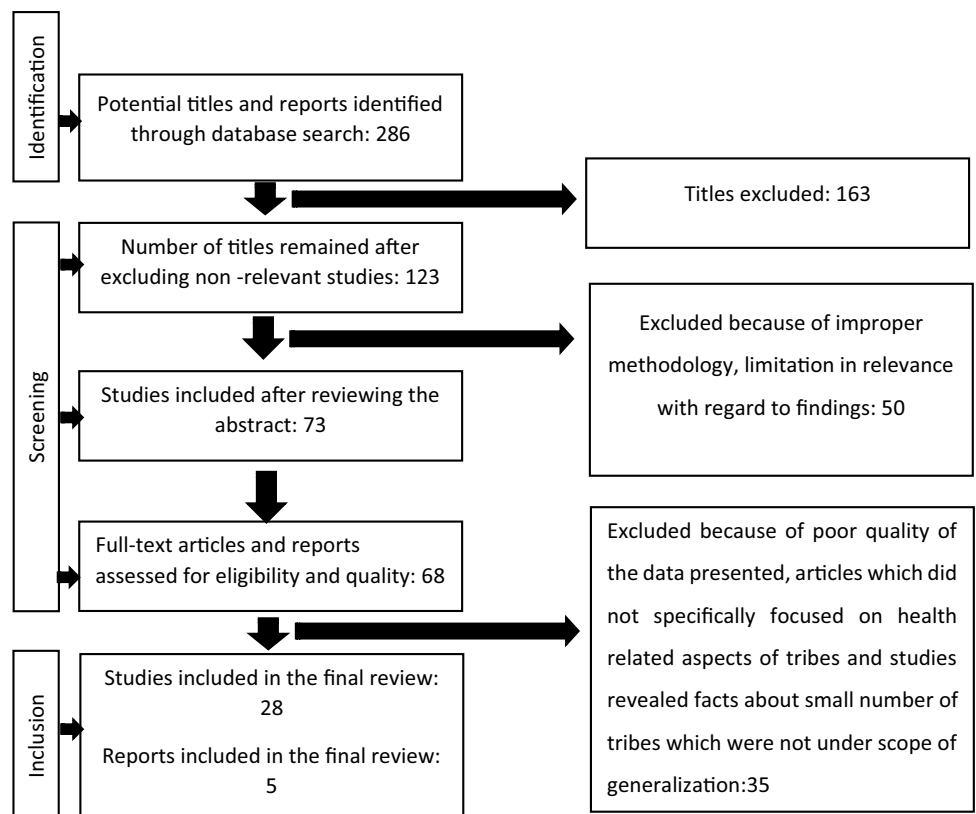 Identification
Potential titles and reports identified
through database search: 286
Titles excluded: 163
Screening
Number of titles remained after
excluding non -relevant studies: 123
Excluded because of improper
methodology, limitation in relevance
with regard to findings: 50
Studies included after reviewing the
abstract: 73
Full-text articles and reports
assessed for eligibility and quality: 68
Excluded because of poor quality of
the data presented, articles which did
not specifically focused on health
related aspects of tribes and studies
revealed facts about small number of
tribes which were not under scope of
generalization:35
Inclusion
Studies included in the final review:
28
Reports included in the final review:
5